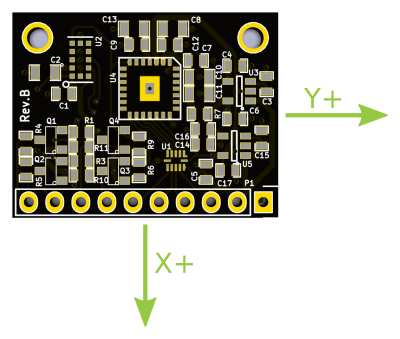 C13 C8
C9 C12
U2
C7
C2 C4
U4 C10 U3
C11 C3
C1
Rev.B
R7 C6
Q1 R1 Q4
R4 C16
R11 R9 C14 C15
U1
Q2 R3 Q3 R6 C5 U5
R5 R10 C17 P1
Y+
X+